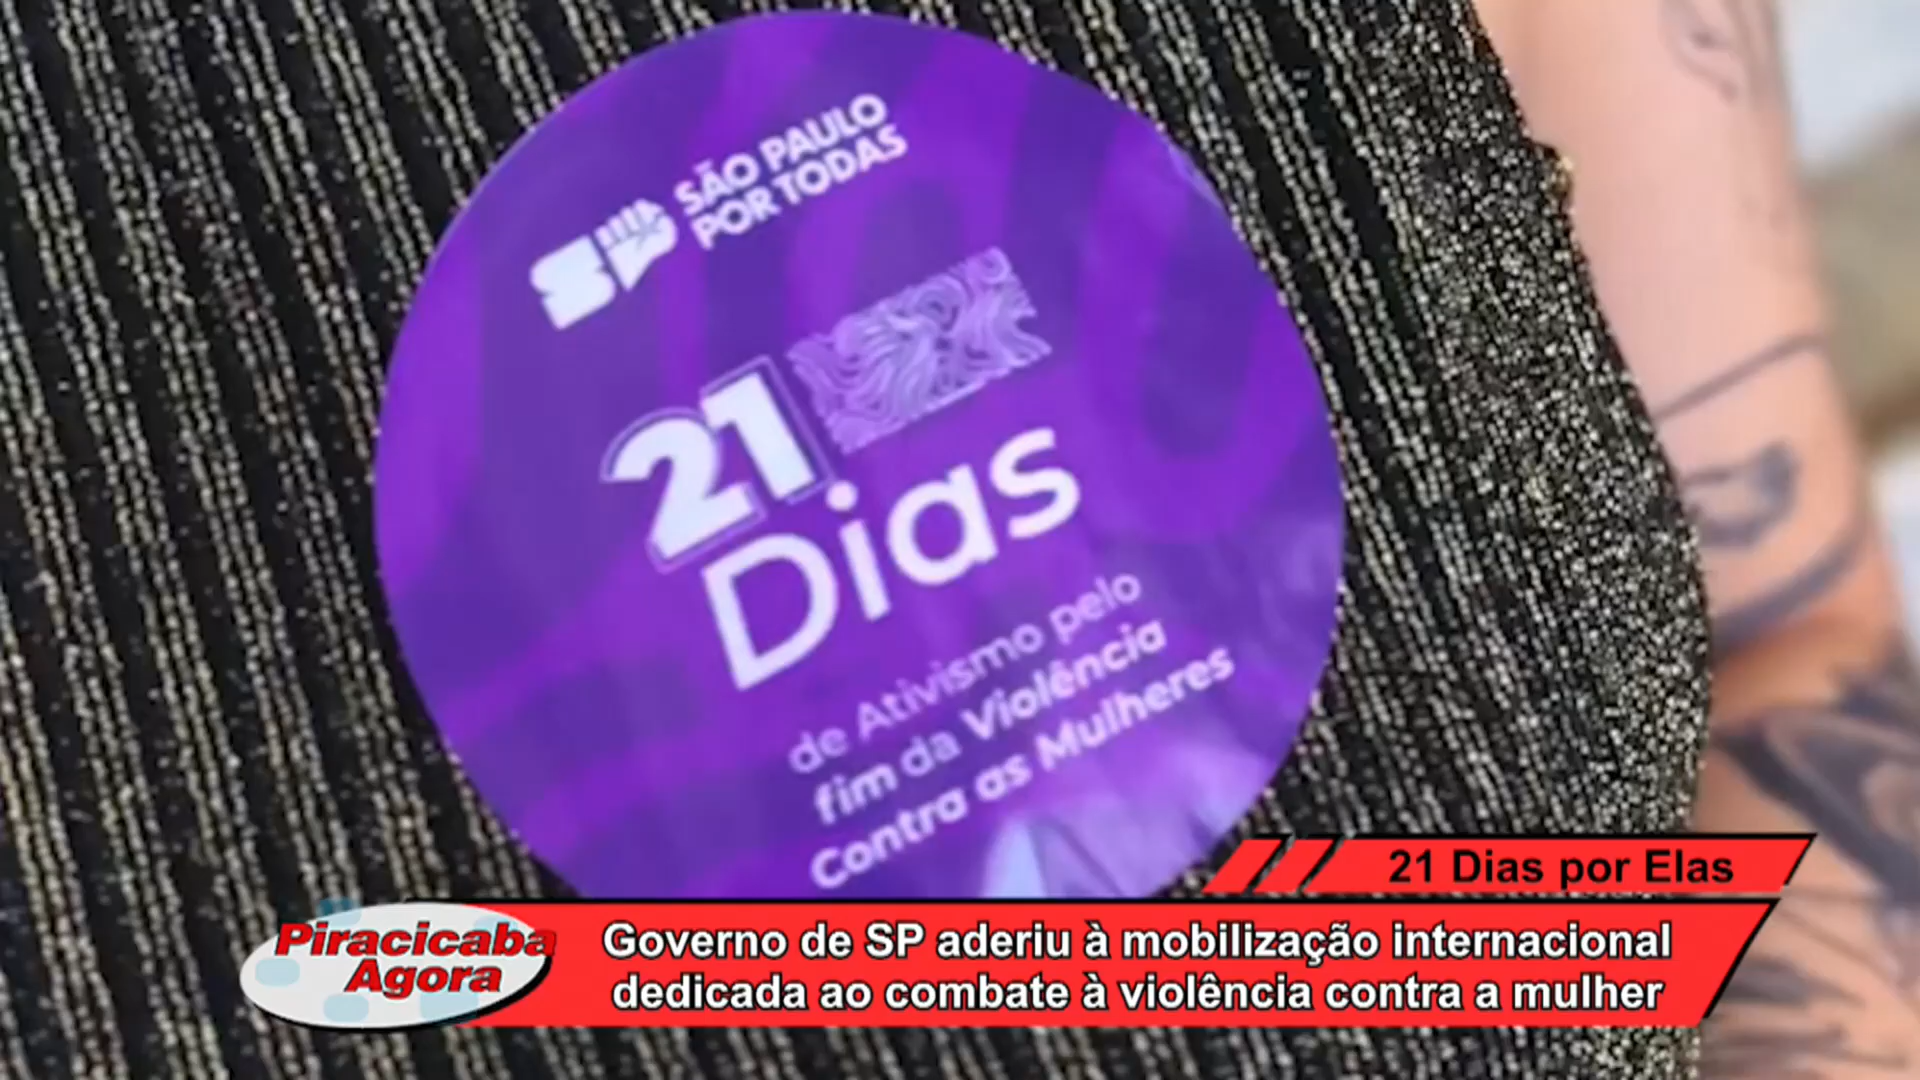 SÃO PAULO
POR TODAS
SP
21
Dias
de Ativismo pelo
fim da Violência
Contra as Mulheres
21 Dias por Elas
Piracicaba
Agora
Governo de SP aderiu à mobilização internacional
dedicada ao combate à violência contra a mulher